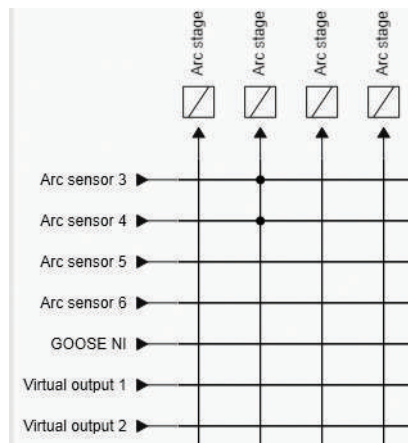 Arc stage
Arc stage
Arc stage
Arc stage
Arc sensor 3
Arc sensor 4
Arc sensor 5
Arc sensor 6
GOOSE NI
Virtual output 1
Virtual output 2